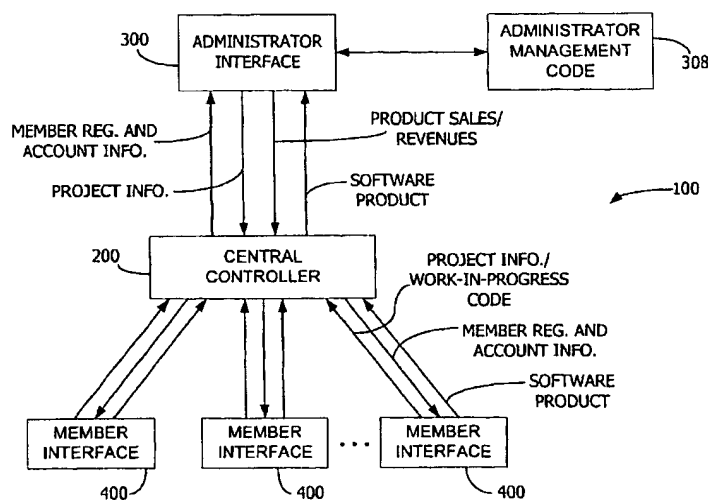 300
ADMINISTRATOR
INTERFACE
ADMINISTRATOR
MANAGEMENT
CODE
308
MEMBER REG. AND
ACCOUNT INFO.
PRODUCT SALES/
REVENUES
PROJECT INFO.
SOFTWARE
PRODUCT
100
200
CENTRAL
CONTROLLER
PROJECT INFO./
WORK-IN-PROGRESS
CODE
MEMBER REG. AND
ACCOUNT INFO.
SOFTWARE
PRODUCT
MEMBER
INTERFACE
MEMBER
INTERFACE
...
MEMBER
INTERFACE
400
400
400